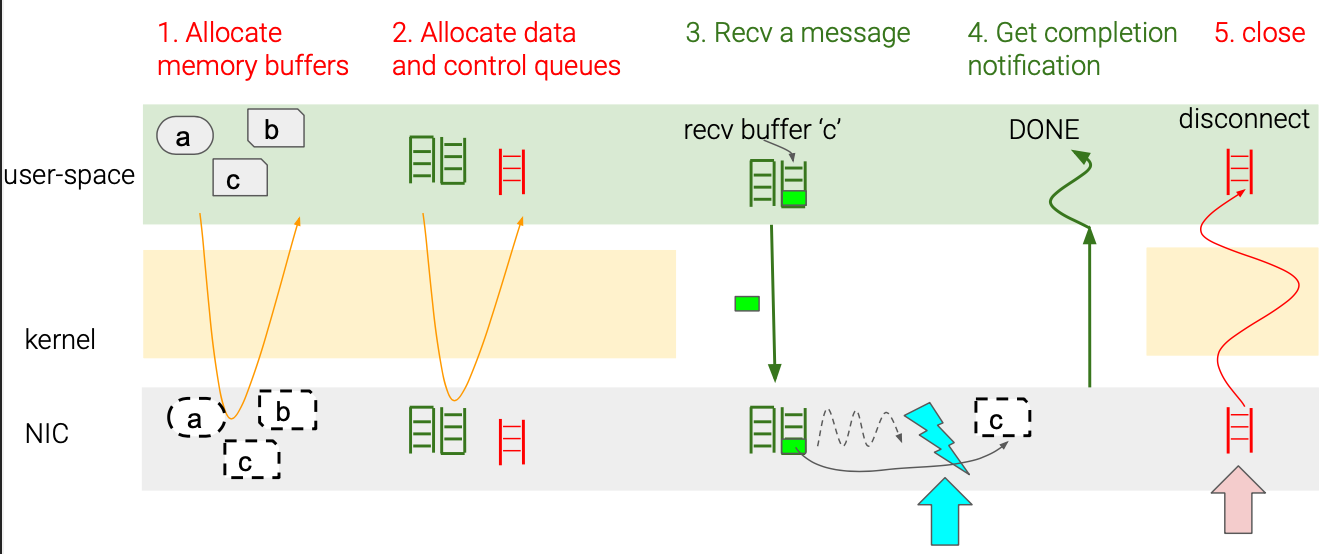 1. Allocate
memory buffers
2. Allocate data
and control queues
3. Recv a message
4. Get completion
notification
5. close
user-space
a
b
c
recv buffer ‘c’
DONE
disconnect
kernel
NIC
a
b
c
c